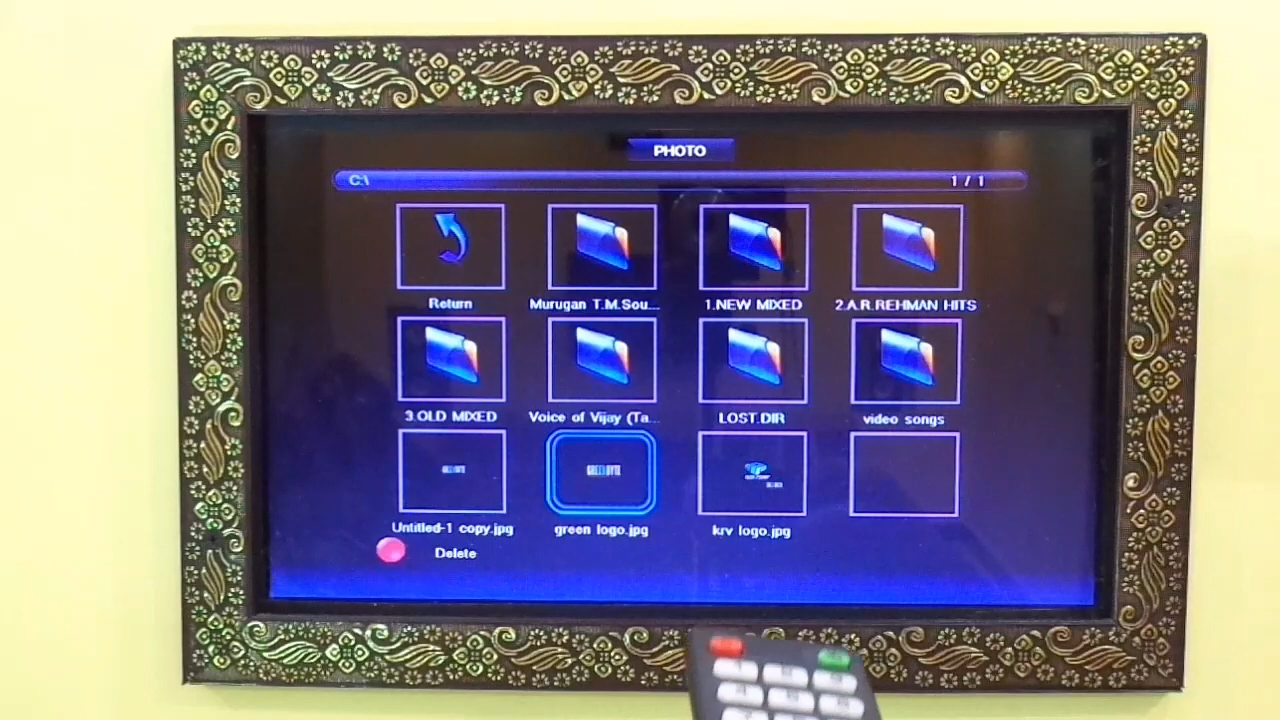 PHOTO
C:\ 1 / 1
Return Murugan T.M.Sou... 1.NEW MIXED 2.A.R.REHMAN HITS
3.OLD MIXED Voice of Vijay (Ta... LOST.DIR video songs
GREENBYTE
Untitled-1 copy.jpg green logo.jpg krv logo.jpg
Delete